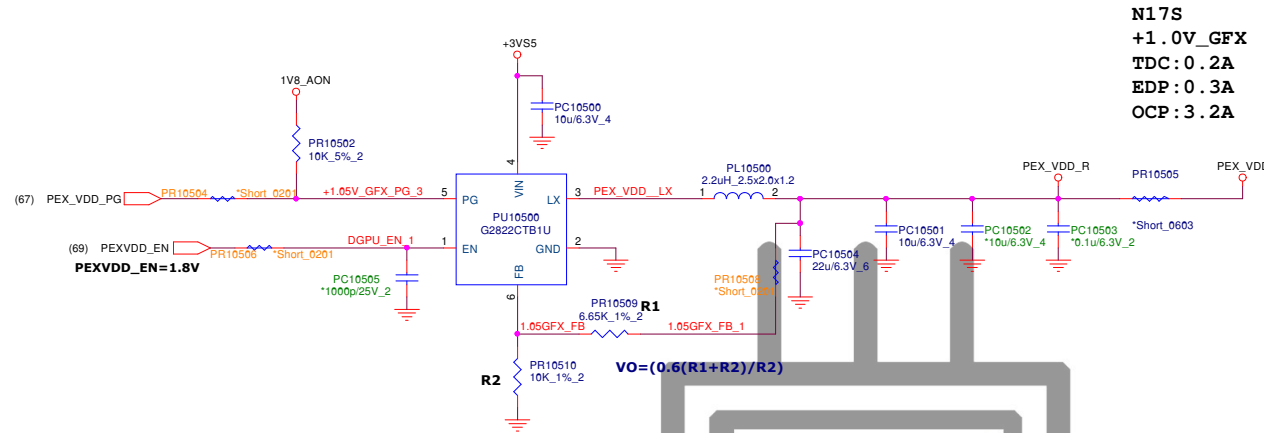 N17S
+1.0V_GFX
TDC:0.2A
EDP:0.3A
OCP:3.2A
+3VS5
1V8_AON
PC10500
10u/6.3V_4
PR10502
10K_5%_2
4
VIN
(67) PEX_VDD_PG
PR10504
*Short_0201
+1.05V_GFX_PG_3
5
PG
PU10500
G2822CTB1U
LX
3
PEX_VDD__LX
PL10500
2.2uH_2.5x2.0x1.2
1
2
PEX_VDD_R
PR10505
*Short_0603
PEX_VDD
(69) PEXVDD_EN
PR10506
*Short_0201
DGPU_EN_1
1
EN
GND
2
PEXVDD_EN=1.8V
PC10505
*1000p/25V_2
FB
6
PC10501
10u/6.3V_4
PC10502
*10u/6.3V_4
PC10503
*0.1u/6.3V_2
PC10504
22u/6.3V_6
PR10508
PR10509
R1
6.65K_1%_2
1.05GFX_FB
1.05GFX_FB_1
VO=(0.6(R1+R2)/R2)
R2
PR10510
10K_1%_2